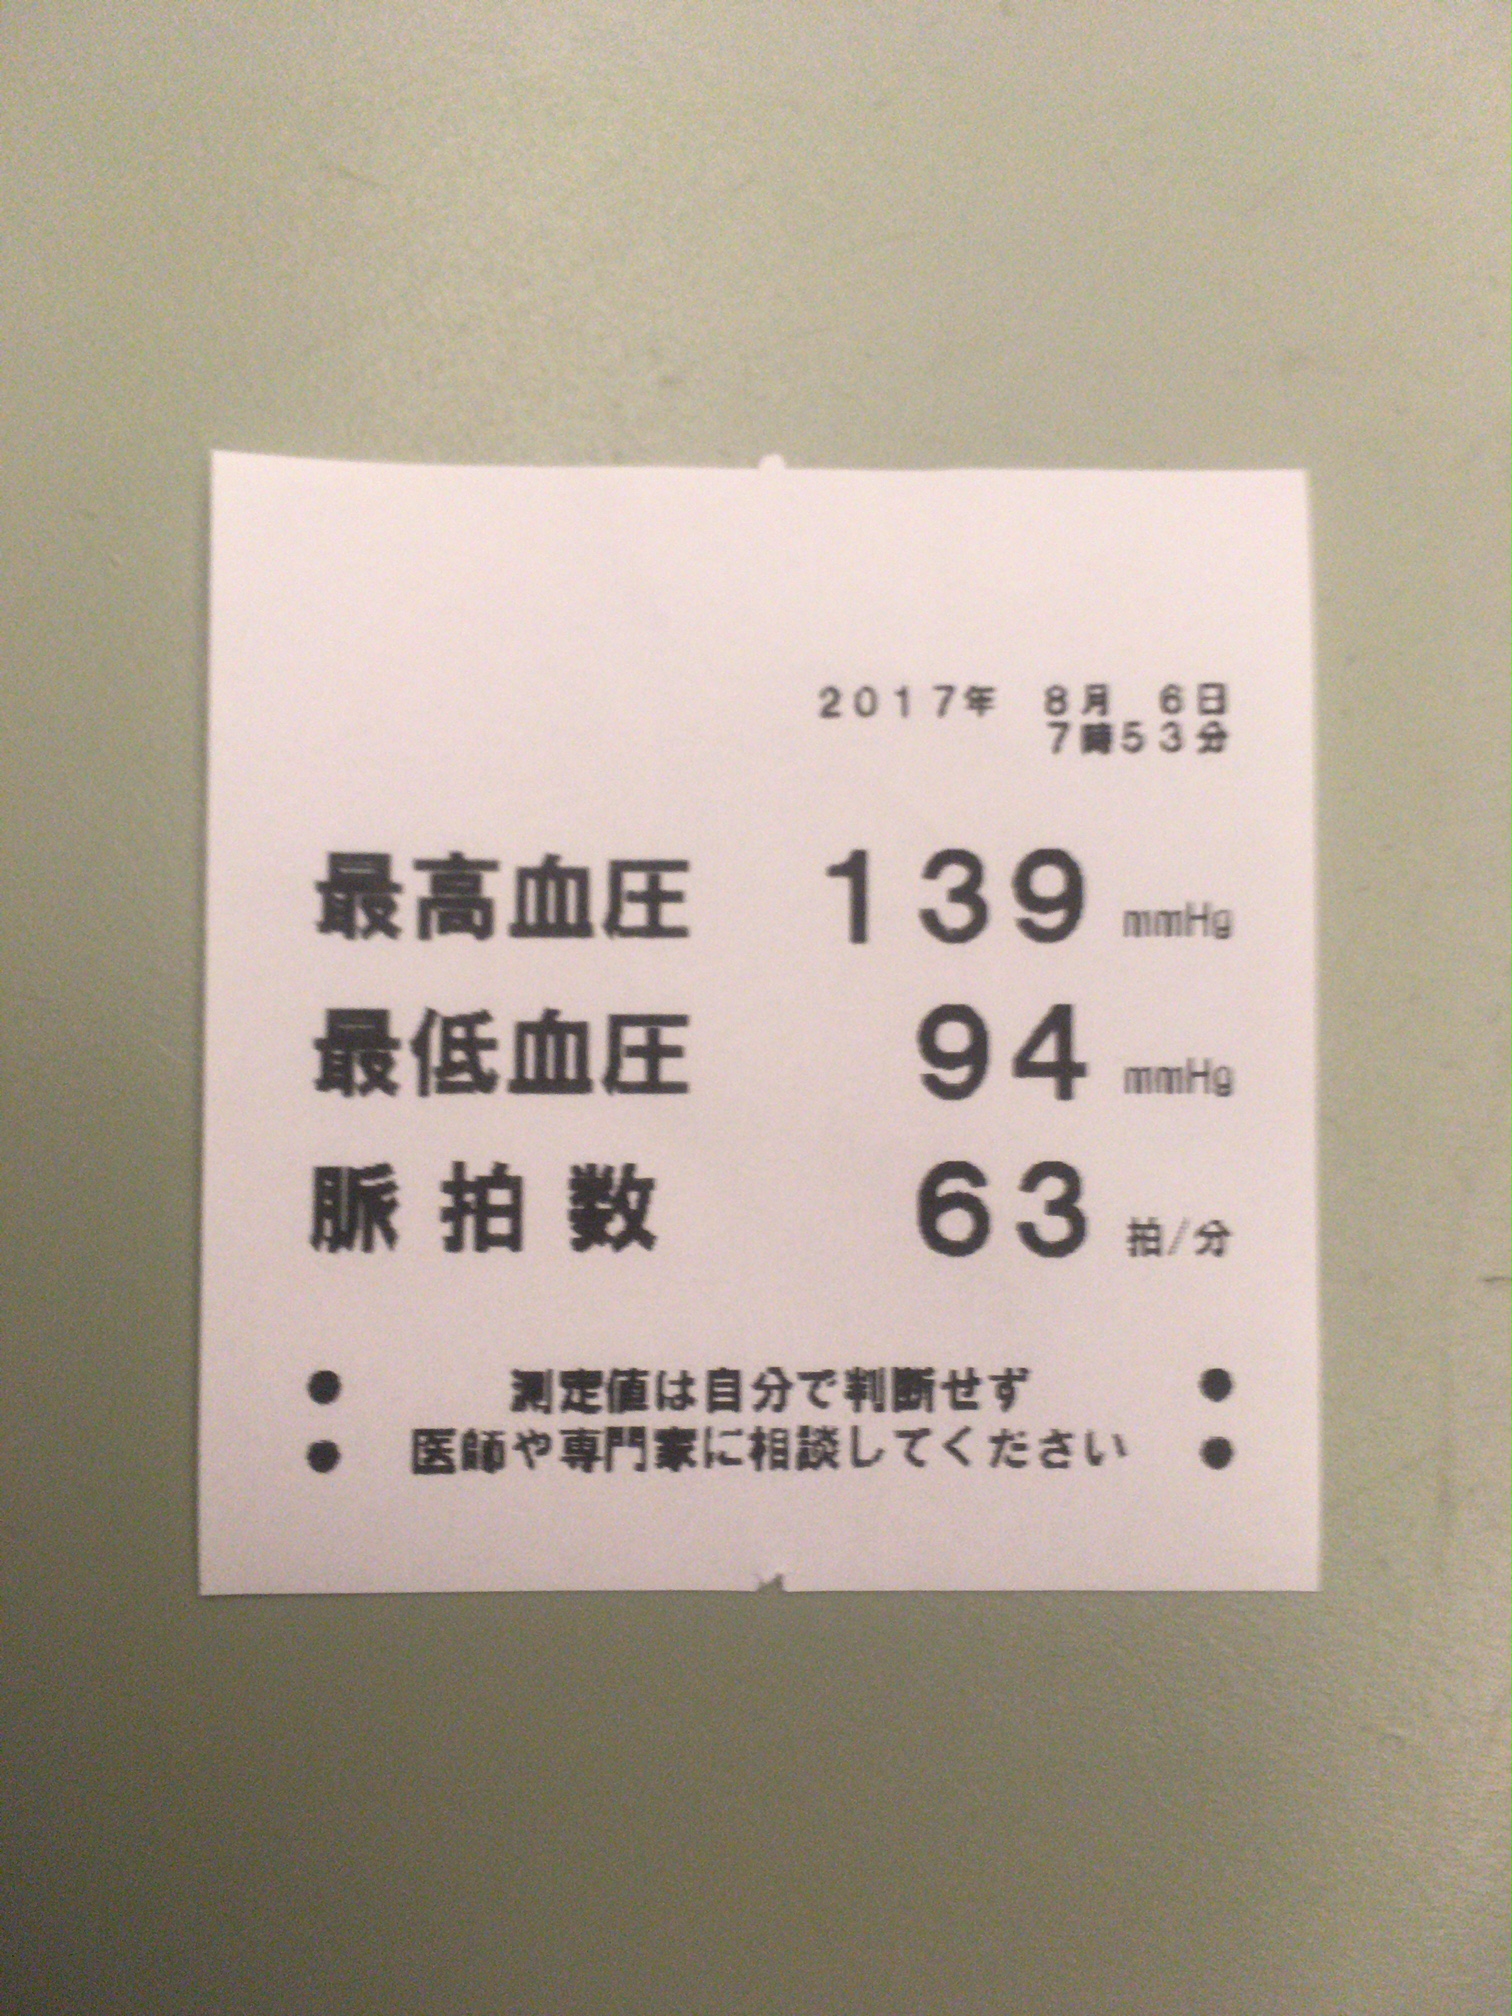 2017年 8月 6日
7時53分
最高血圧 139 mmHg
最低血圧 94 mmHg
脈拍数 63 拍/分
● 測定値は自分で判断せず ●
● 医師や専門家に相談してください ●